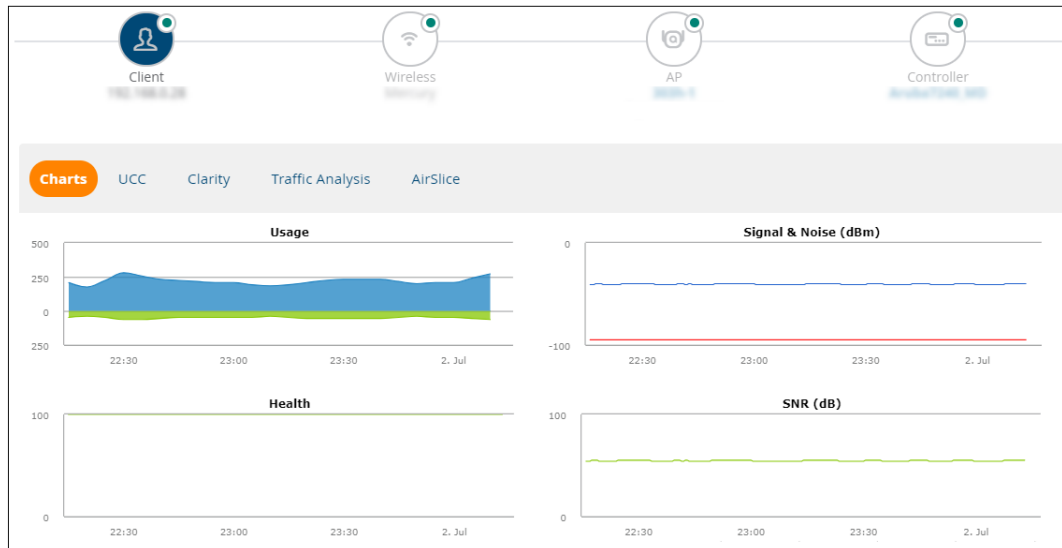 Client
Wireless
AP
Controller
Charts UCC Clarity Traffic Analysis AirSlice
Usage
500
250
0
250
22:30 23:00 23:30 2. Jul
Signal & Noise (dBm)
0
-100
22:30 23:00 23:30 2. Jul
Health
100
0
22:30 23:00 23:30 2. Jul
SNR (dB)
100
0
22:30 23:00 23:30 2. Jul